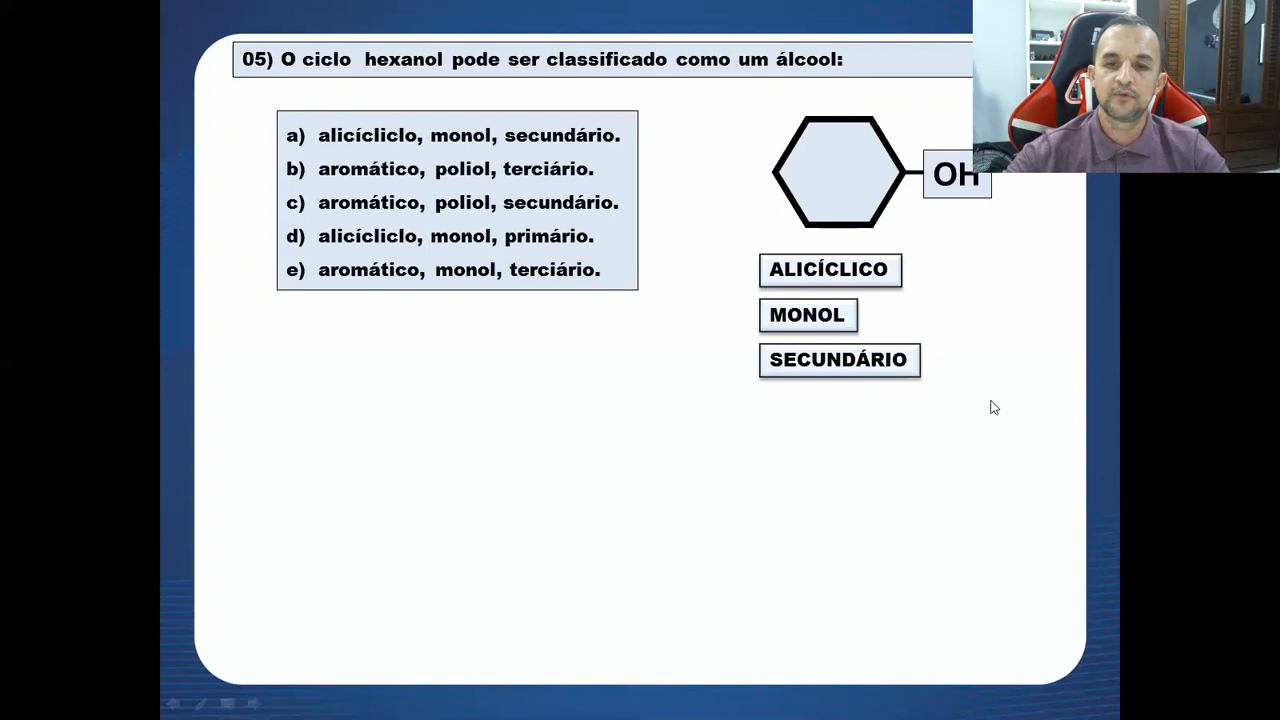 05) O ciclo hexanol pode ser classificado como um álcool:
a) alicícliclo, monol, secundário.
b) aromático, poliol, terciário.
c) aromático, poliol, secundário.
d) alicícliclo, monol, primário.
e) aromático, monol, terciário.
OH
ALICÍCLICO
MONOL
SECUNDÁRIO